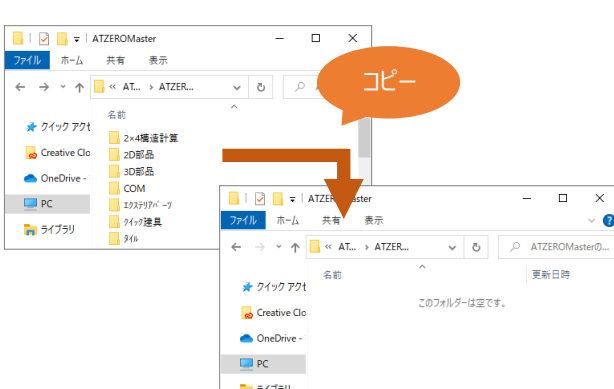 ATZEROMaster
ファイル ホーム 共有 表示
« AT... › ATZER...
コピー
名前
クイック アクセ
2×4構造計算
2D部品
Creative Clo
3D部品
OneDrive -
COM
PC
エクステリアパーツ
クイック建具
ライブラリ
タイル
ファイル ホーム 共有 表示
« AT... › ATZER...
ATZEROMasterの...
名前
更新日時
クイック アクセ
このフォルダーは空です。
Creative Clo
OneDrive -
PC